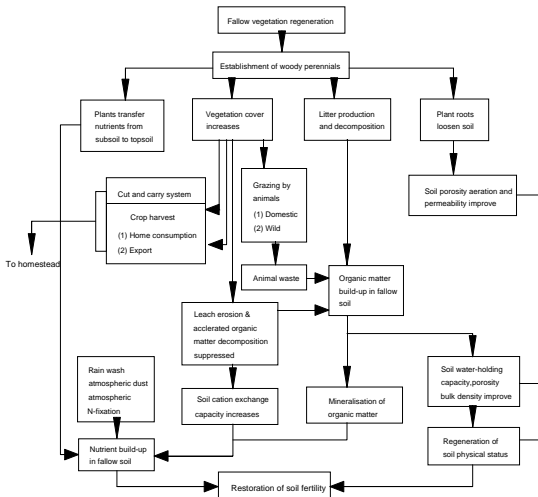 Fallow vegetation regeneration
Establishment of woody perennials
Plants transfer
nutrients from
subsoil to topsoil
Vegetation cover
increases
Litter production
and decomposition
Plant roots
loosen soil
Cut and carry system
Crop harvest
(1) Home consumption
(2) Export
To homestead
Grazing by
animals
(1) Domestic
(2) Wild
Soil porosity aeration and
permeability improve
Animal waste
Organic matter
build-up in fallow
soil
Leach erosion &
acclerated organic
matter decomposition
suppressed
Rain wash
atmospheric dust
atmospheric
N-fixation
Soil cation exchange
capacity increases
Mineralisation of
organic matter
Soil water-holding
capacity,porosity
bulk density improve
Nutrient build-up
in fallow soil
Regeneration of
soil physical status
Restoration of soil fertility